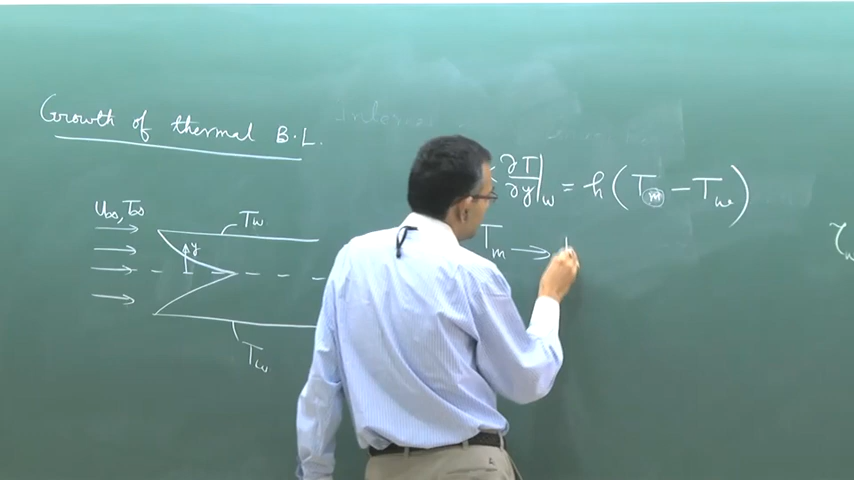 Growth of thermal B.L.
u∞, T∞
Tw
y
Tw
∂T/∂y|w = h(Tm − Tw)
Tm →